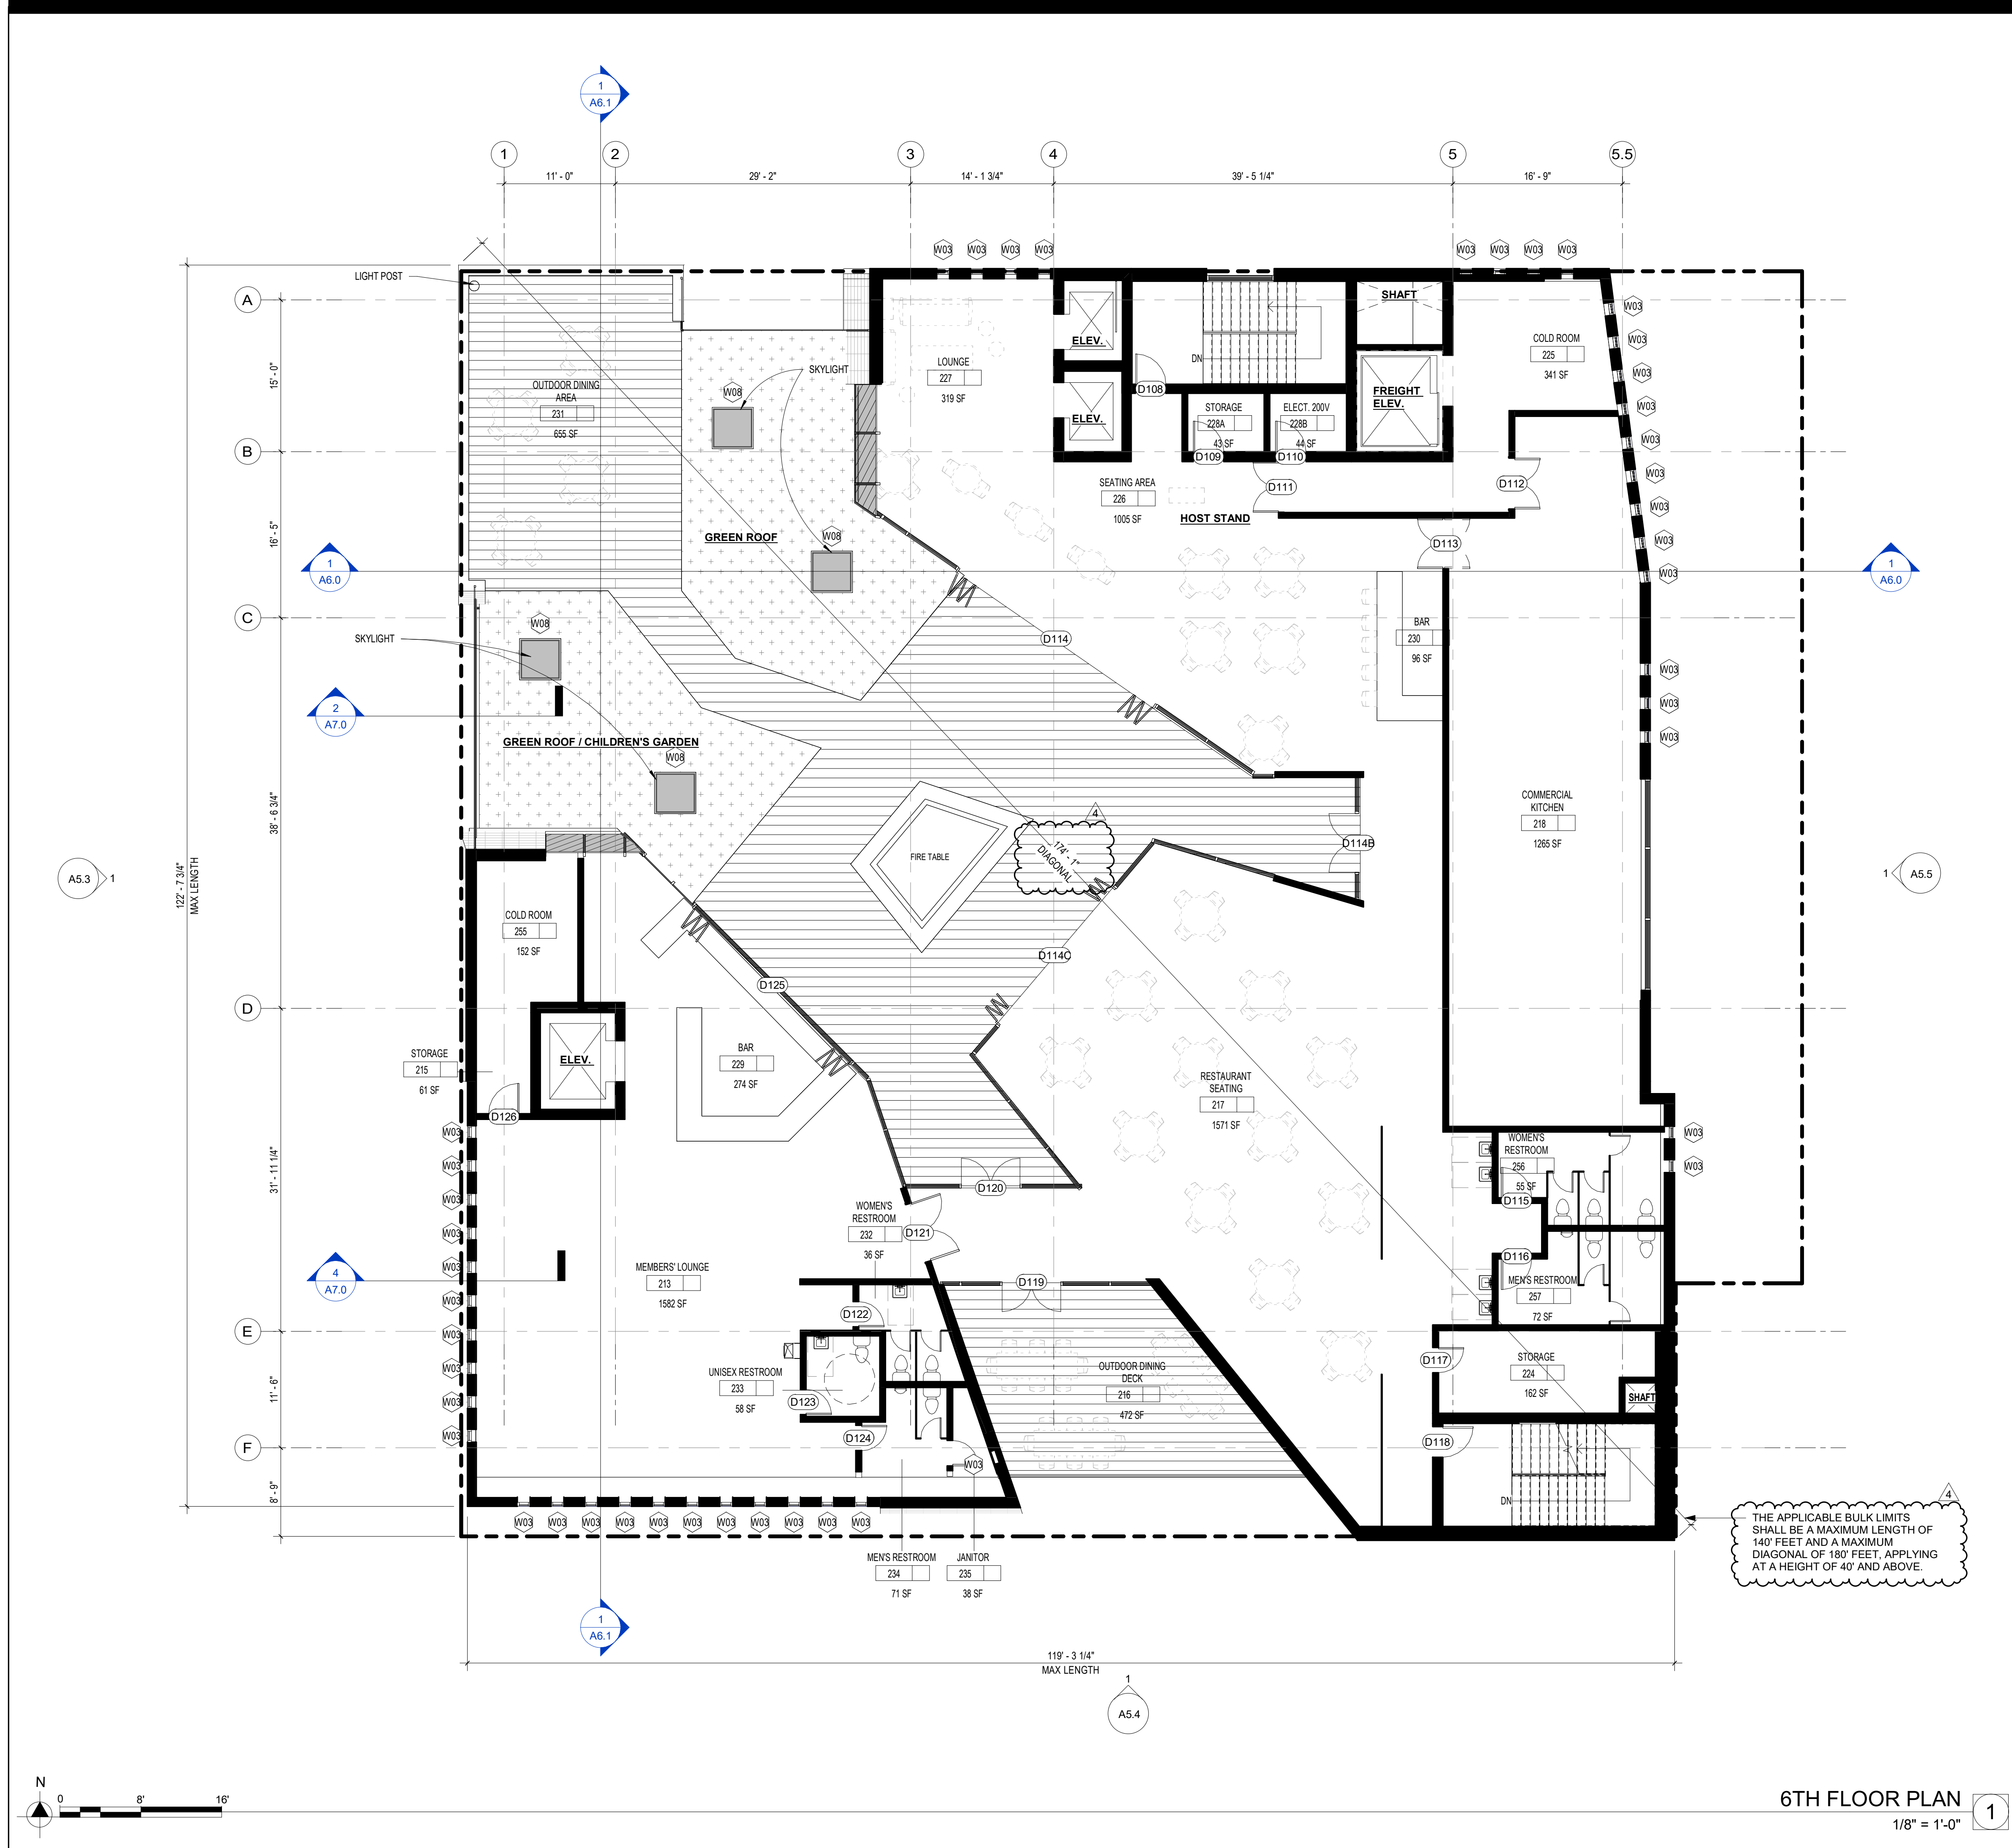 1
A6.1
1
2
3
4
5
5.5
11' - 0"
29' - 2"
14' - 1 3/4"
39' - 5 1/4"
16' - 9"
W03 W03 W03 W03
W03 W03 W03 W03
LIGHT POST
A
B
C
D
E
F
15' - 0"
16' - 5"
38' - 6 3/4"
31' - 11 1/4"
11' - 6"
8' - 9"
122' - 7 3/4"
MAX LENGTH
OUTDOOR DINING
AREA
231
655 SF
SKYLIGHT
W08
W08
GREEN ROOF
LOUNGE
227
319 SF
ELEV.
ELEV.
DN
D108
STORAGE
228A
43 SF
D109
ELECT. 200V
228B
44 SF
D110
SHAFT
FREIGHT
ELEV.
COLD ROOM
225
341 SF
W03
W03
W03
W03
W03
W03
W03
W03
W03
W03
W03
W03
SEATING AREA
226
1005 SF
HOST STAND
D111
D112
D113
1
A6.0
1
A6.0
SKYLIGHT
W08
2
A7.0
GREEN ROOF / CHILDREN'S GARDEN
W08
D114
BAR
230
96 SF
COMMERCIAL
KITCHEN
218
1265 SF
FIRE TABLE
4
174' - 1"
DIAGONAL
D114B
D114C
A5.3
1
1
A5.5
COLD ROOM
255
152 SF
D125
STORAGE
215
61 SF
ELEV.
D126
BAR
229
274 SF
RESTAURANT
SEATING
217
1571 SF
W03
W03
W03
W03
W03
W03
W03
W03
W03
W03
D120
D121
WOMEN'S
RESTROOM
232
36 SF
WOMEN'S
RESTROOM
256
55 SF
D115
W03
W03
D116
MEN'S RESTROOM
257
72 SF
4
A7.0
MEMBERS' LOUNGE
213
1582 SF
D119
D122
UNISEX RESTROOM
233
58 SF
D123
D124
OUTDOOR DINING
DECK
216
472 SF
D117
STORAGE
224
162 SF
SHAFT
D118
DN
W03
W03 W03 W03 W03 W03 W03 W03 W03 W03 W03 W03
MEN'S RESTROOM
234
71 SF
JANITOR
235
38 SF
4
THE APPLICABLE BULK LIMITS
SHALL BE A MAXIMUM LENGTH OF
140' FEET AND A MAXIMUM
DIAGONAL OF 180' FEET, APPLYING
AT A HEIGHT OF 40' AND ABOVE.
1
A6.1
119' - 3 1/4"
MAX LENGTH
1
A5.4
N
0 8' 16'
6TH FLOOR PLAN
1
1/8" = 1'-0"